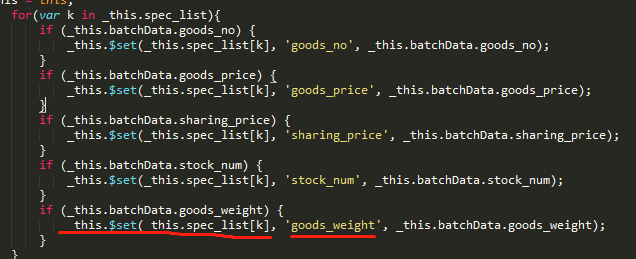 his = this;
for(var k in _this.spec_list){
if (_this.batchData.goods_no) {
_this.$set(_this.spec_list[k], 'goods_no', _this.batchData.goods_no);
}
if (_this.batchData.goods_price) {
_this.$set(_this.spec_list[k], 'goods_price', _this.batchData.goods_price);
}
if (_this.batchData.sharing_price) {
_this.$set(_this.spec_list[k], 'sharing_price', _this.batchData.sharing_price);
}
if (_this.batchData.stock_num) {
_this.$set(_this.spec_list[k], 'stock_num', _this.batchData.stock_num);
}
if (_this.batchData.goods_weight) {
_this.$set(_this.spec_list[k], 'goods_weight', _this.batchData.goods_weight);
}
}